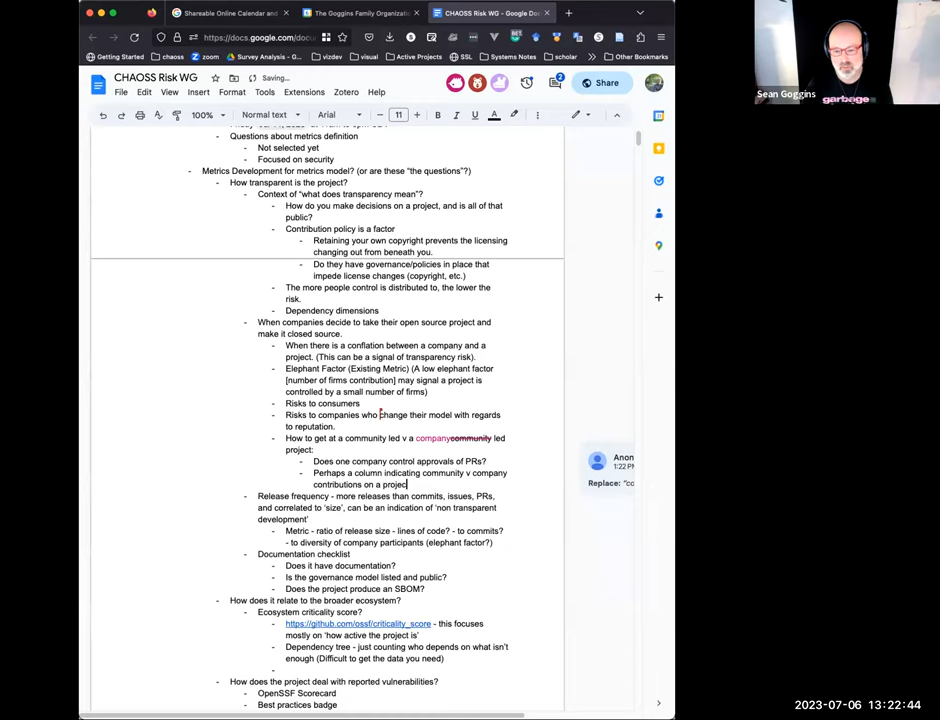 Shareable Online Calendar and
The Goggins Family Organizatio
CHAOSS Risk WG - Google Doc
https://docs.google.com/docu
Getting Started
chaoss
zoom
Survey Analysis - G...
vizdev
visual
Active Projects
SSL
Systems Notes
scholar
Other Bookmarks
CHAOSS Risk WG
Saving...
File Edit View Insert Format Tools Extensions Zotero Help
2
Share
100%
Normal text
Arial
11
Questions about metrics definition
- Not selected yet
- Focused on security
- Metrics Development for metrics model? (or are these “the questions”?)
- How transparent is the project?
- Context of “what does transparency mean”?
- How do you make decisions on a project, and is all of that
public?
- Contribution policy is a factor
- Retaining your own copyright prevents the licensing
changing out from beneath you.
- Do they have governance/policies in place that
impede license changes (copyright, etc.)
- The more people control is distributed to, the lower the
risk.
- Dependency dimensions
- When companies decide to take their open source project and
make it closed source.
- When there is a conflation between a company and a
project. (This can be a signal of transparency risk).
- Elephant Factor (Existing Metric) (A low elephant factor
[number of firms contribution] may signal a project is
controlled by a small number of firms)
- Risks to consumers
- Risks to companies who change their model with regards
to reputation.
- How to get at a community led v a companycommunity led
project:
- Does one company control approvals of PRs?
- Perhaps a column indicating community v company
contributions on a projec
- Release frequency - more releases than commits, issues, PRs,
and correlated to ‘size’, can be an indication of ‘non transparent
development’
- Metric - ratio of release size - lines of code? - to commits?
- to diversity of company participants (elephant factor?)
- Documentation checklist
- Does it have documentation?
- Is the governance model listed and public?
- Does the project produce an SBOM?
- How does it relate to the broader ecosystem?
- Ecosystem criticality score?
- https://github.com/ossf/criticality_score - this focuses
mostly on ‘how active the project is’
- Dependency tree - just counting who depends on what isn’t
enough (Difficult to get the data you need)
-
- How does the project deal with reported vulnerabilities?
- OpenSSF Scorecard
- Best practices badge
Anon
1:22 PM
Replace: “co
Sean Goggins
garbage
2023-07-06 13:22:44